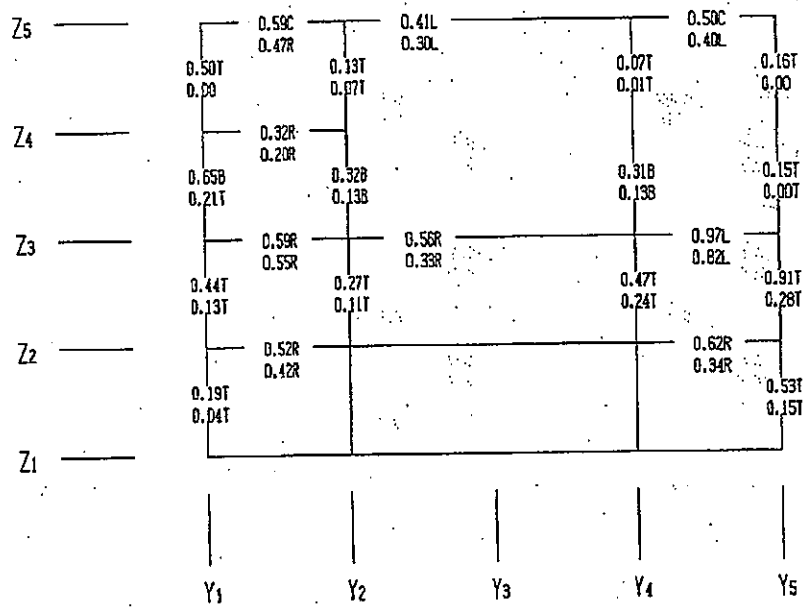 Z5
0.59C 0.41L 0.50C
0.47R 0.30L 0.40L
0.50T 0.13T 0.07T 0.16T
0.00 0.07T 0.01T 0.00
Z4
0.32R
0.20R
0.65B 0.32B 0.31B 0.15T
0.21T 0.13B 0.13B 0.00T
Z3
0.59R 0.56R 0.97L
0.55R 0.33R 0.82L
0.44T 0.27T 0.47T 0.91T
0.13T 0.11T 0.24T 0.28T
Z2
0.52R 0.62R
0.42R 0.34R
0.19T 0.53T
0.04T 0.15T
Z1
Y1 Y2 Y3 Y4 Y5